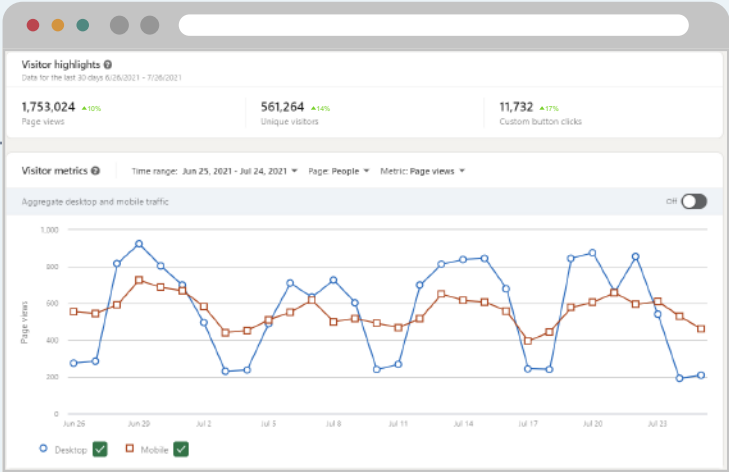 Visitor highlights ?
Data for the last 30 days 6/26/2021 - 7/26/2021
1,753,024 ▲10%
Page views
561,264 ▲14%
Unique visitors
11,732 ▲17%
Custom button clicks
Visitor metrics ? Time range: Jun 25, 2021 - Jul 24, 2021 ▼ Page: People ▼ Metric: Page views ▼
Aggregate desktop and mobile traffic Off
Page views
1,000
800
600
400
200
0
Jun 26 Jun 29 Jul 2 Jul 5 Jul 8 Jul 11 Jul 14 Jul 17 Jul 20 Jul 23
Desktop Mobile